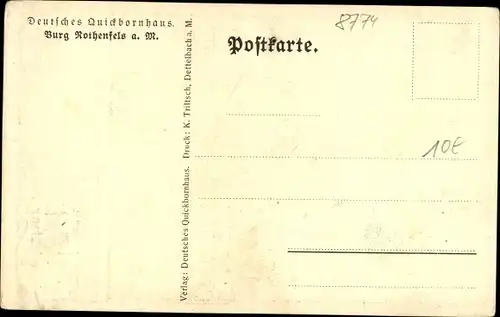 Deutsches Quickbornhaus.
Burg Rothenfels a. M.
Verlag: Deutsches Quickbornhaus. Druck: K. Triltsch, Dettelbach a. M.
Postkarte.
8774
10€